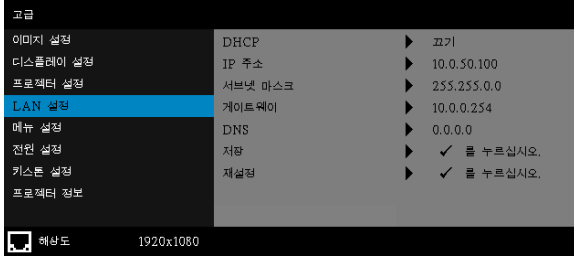 고급
이미지 설정
디스플레이 설정
프로젝터 설정
LAN 설정
메뉴 설정
전원 설정
키스톤 설정
프로젝터 정보
DHCP 끄기
IP 주소 10.0.50.100
서브넷 마스크 255.255.0.0
게이트웨이 10.0.0.254
DNS 0.0.0.0
저장 ✓ 를 누르십시오.
재설정 ✓ 를 누르십시오.
해상도 1920x1080